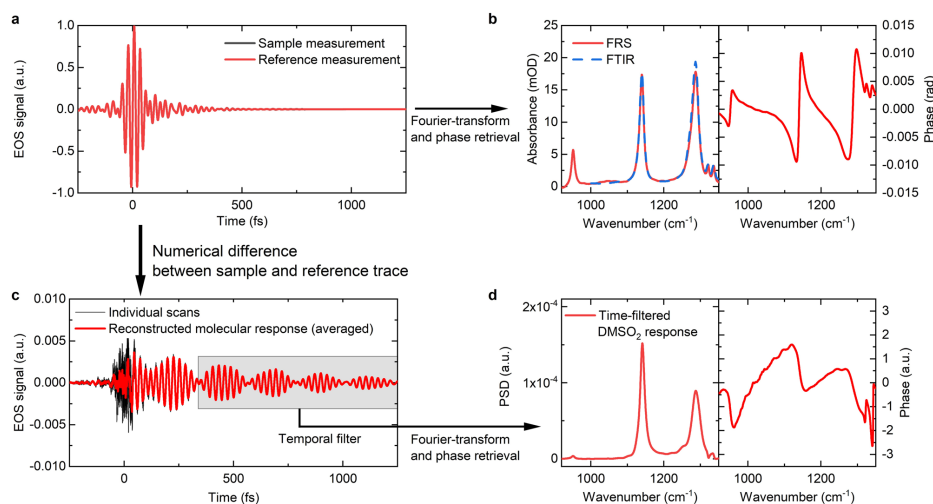 a
1.0
0.5
0.0
0.5
1.0
EOS signal (a.u.)
Sample measurement
Reference measurement
0
500
1000
Time (fs)
Fourier-transform
and phase retrieval
b
25
20
15
10
5
0
Absorbance (mOD)
FRS
FTIR
1000
1200
Wavenumber (cm-1)
1000
1200
Wavenumber (cm-1)
0.015
0.010
0.005
0.000
-0.005
-0.010
-0.015
Phase (rad)
Numerical difference
between sample and reference trace
c
0.010
0.005
0.000
-0.005
-0.010
EOS signal (a.u.)
Individual scans
Reconstructed molecular response (averaged)
Temporal filter
0
500
1000
Time (fs)
Fourier-transform
and phase retrieval
d
2×10-4
1×10-4
0
PSD (a.u.)
Time-filtered
DMSO2 response
1000
1200
Wavenumber (cm-1)
1000
1200
Wavenumber (cm-1)
3
2
1
0
-1
-2
-3
Phase (a.u.)